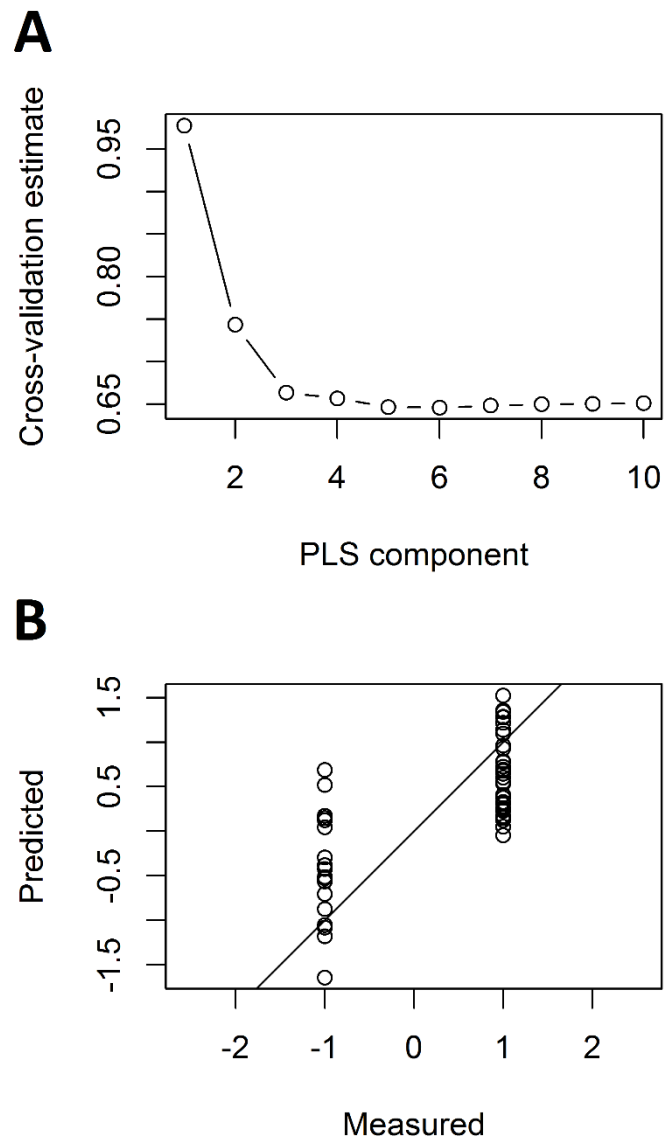 A
Cross-validation estimate
0.95
0.80
0.65
2 4 6 8 10
PLS component
B
Predicted
1.5
0.5
-0.5
-1.5
-2 -1 0 1 2
Measured